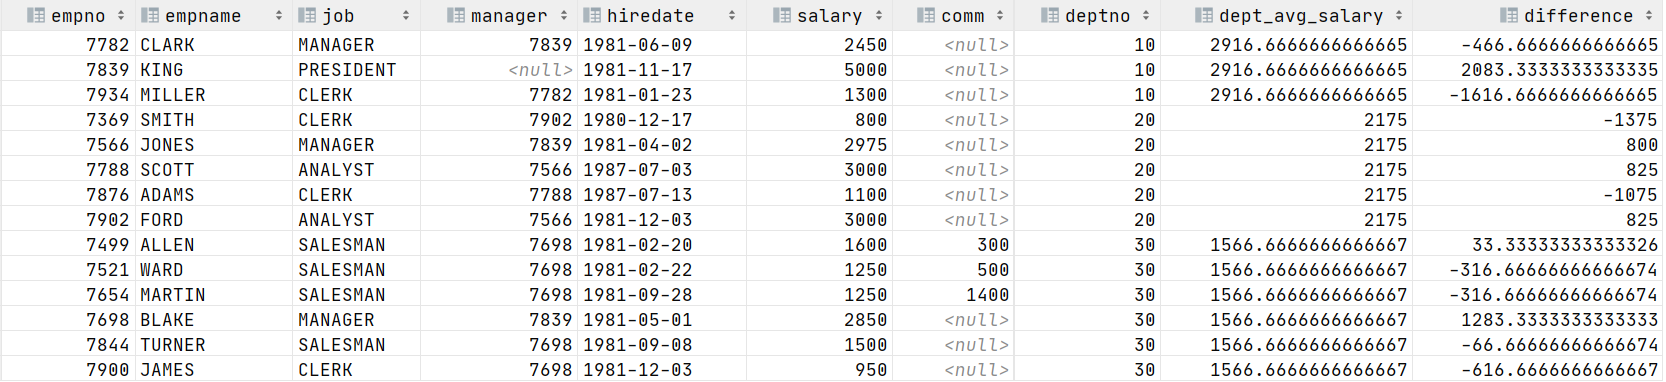 empno empname job manager hiredate salary comm deptno dept_avg_salary difference
7782 CLARK MANAGER 7839 1981-06-09 2450 <null> 10 2916.6666666666665 -466.6666666666665
7839 KING PRESIDENT <null> 1981-11-17 5000 <null> 10 2916.6666666666665 2083.3333333333335
7934 MILLER CLERK 7782 1981-01-23 1300 <null> 10 2916.6666666666665 -1616.6666666666665
7369 SMITH CLERK 7902 1980-12-17 800 <null> 20 2175 -1375
7566 JONES MANAGER 7839 1981-04-02 2975 <null> 20 2175 800
7788 SCOTT ANALYST 7566 1987-07-03 3000 <null> 20 2175 825
7876 ADAMS CLERK 7788 1987-07-13 1100 <null> 20 2175 -1075
7902 FORD ANALYST 7566 1981-12-03 3000 <null> 20 2175 825
7499 ALLEN SALESMAN 7698 1981-02-20 1600 300 30 1566.6666666666667 33.33333333333326
7521 WARD SALESMAN 7698 1981-02-22 1250 500 30 1566.6666666666667 -316.66666666666674
7654 MARTIN SALESMAN 7698 1981-09-28 1250 1400 30 1566.6666666666667 -316.66666666666674
7698 BLAKE MANAGER 7839 1981-05-01 2850 <null> 30 1566.6666666666667 1283.3333333333333
7844 TURNER SALESMAN 7698 1981-09-08 1500 <null> 30 1566.6666666666667 -66.66666666666674
7900 JAMES CLERK 7698 1981-12-03 950 <null> 30 1566.6666666666667 -616.6666666666667